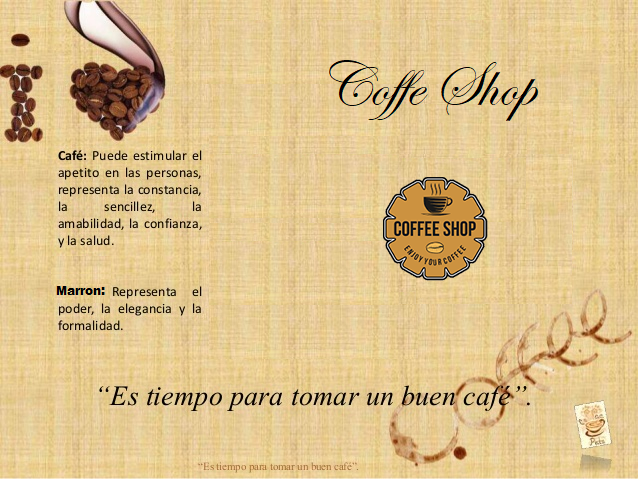 Coffe Shop
Café: Puede estimular el
apetito en las personas,
representa la constancia,
la sencillez, la
amabilidad, la confianza,
y la salud.
COFFEE SHOP
ENJOY YOUR COFFEE
Marron: Representa el
poder, la elegancia y la
formalidad.
Coffee
“Es tiempo para tomar un buen café”.
“Es tiempo para tomar un buen café”.